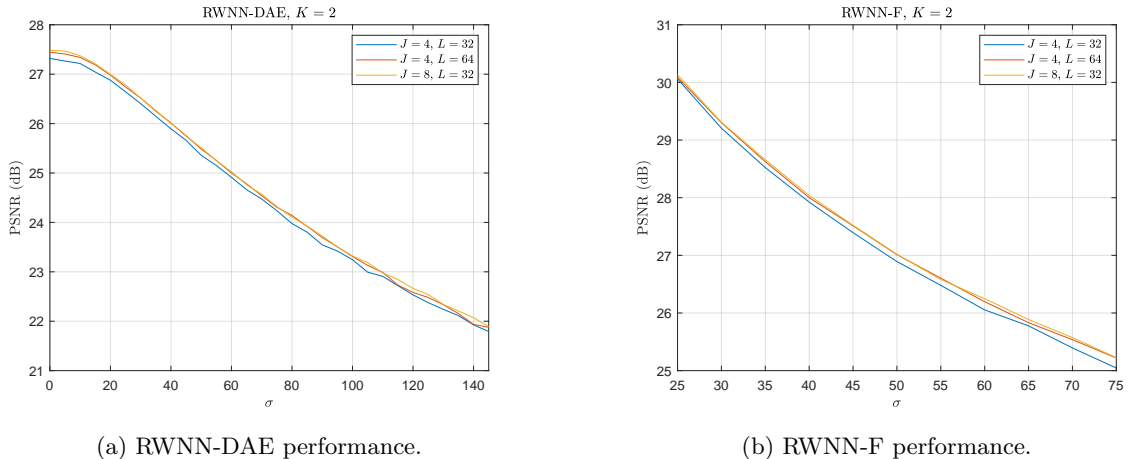 RWNN-DAE, K = 2
28
27
26
25
24
23
22
21
PSNR (dB)
J = 4, L = 32
J = 4, L = 64
J = 8, L = 32
0 20 40 60 80 100 120 140
σ
(a) RWNN-DAE performance.
RWNN-F, K = 2
31
30
29
28
27
26
25
PSNR (dB)
J = 4, L = 32
J = 4, L = 64
J = 8, L = 32
25 30 35 40 45 50 55 60 65 70 75
σ
(b) RWNN-F performance.